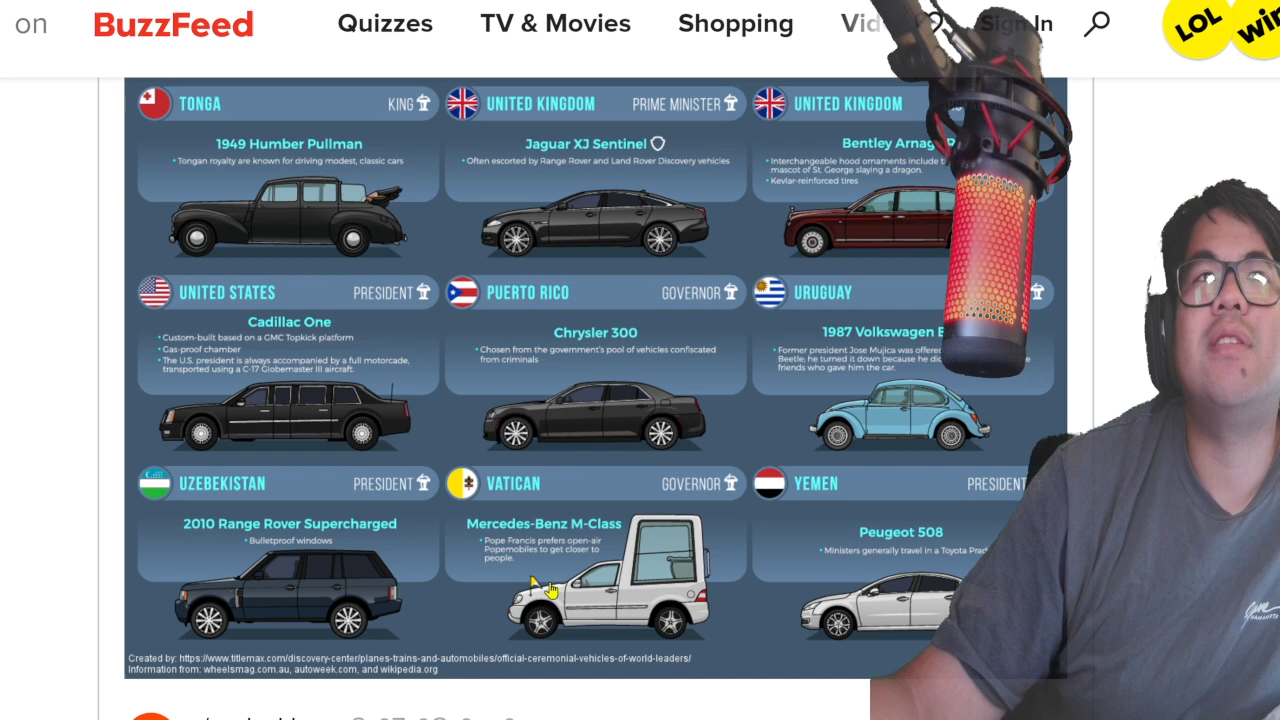 on
BuzzFeed
Quizzes
TV & Movies
Shopping
Vid
Sign In
LOL
win
TONGA
KING
1949 Humber Pullman
• Tongan royalty are known for driving modest, classic cars
UNITED KINGDOM
PRIME MINISTER
Jaguar XJ Sentinel
• Often escorted by Range Rover and Land Rover Discovery vehicles
UNITED KINGDOM
Bentley Arnag
• Interchangeable hood ornaments include t
mascot of St. George slaying a dragon.
• Kevlar-reinforced tires
UNITED STATES
PRESIDENT
Cadillac One
• Custom-built based on a GMC Topkick platform
• Gas-proof chamber
• The U.S. president is always accompanied by a full motorcade,
transported using a C-17 Globemaster III aircraft.
PUERTO RICO
GOVERNOR
Chrysler 300
• Chosen from the government's pool of vehicles confiscated
from criminals
URUGUAY
1987 Volkswagen B
• Former president Jose Mujica was offere
Beetle; he turned it down because he di
friends who gave him the car.
UZEBEKISTAN
PRESIDENT
2010 Range Rover Supercharged
• Bulletproof windows
VATICAN
GOVERNOR
Mercedes-Benz M-Class
• Pope Francis prefers open-air
Popemobiles to get closer to
people.
YEMEN
PRESIDENT
Peugeot 508
• Ministers generally travel in a Toyota Prad
Created by: https://www.titlemax.com/discovery-center/planes-trains-and-automobiles/official-ceremonial-vehicles-of-world-leaders/
Information from: wheelsmag.com.au, autoweek.com, and wikipedia.org